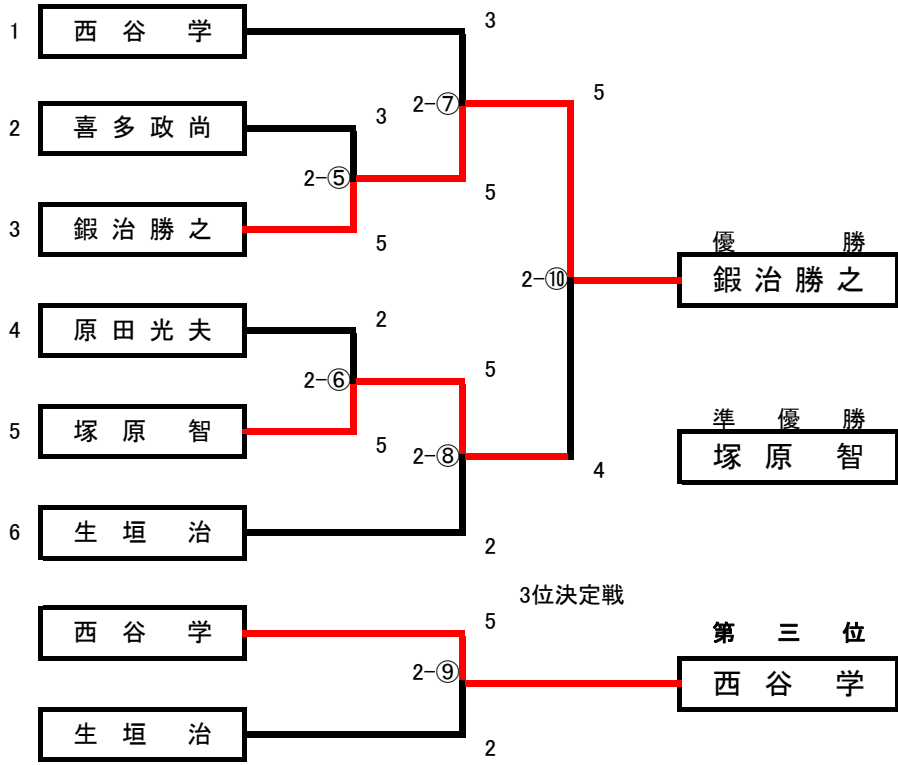 1 西谷 学 3
2-⑦ 5
2 喜多政尚 3
2-⑤ 5
3 鍜治勝之 5
優 勝
2-⑩ 鍜治勝之
4 原田光夫 2
2-⑥ 5
準 優 勝
5 塚原 智 5
2-⑧ 塚原 智
4
6 生垣 治 2
3位決定戦
西谷 学 5
第 三 位
2-⑨ 西谷 学
生垣 治 2